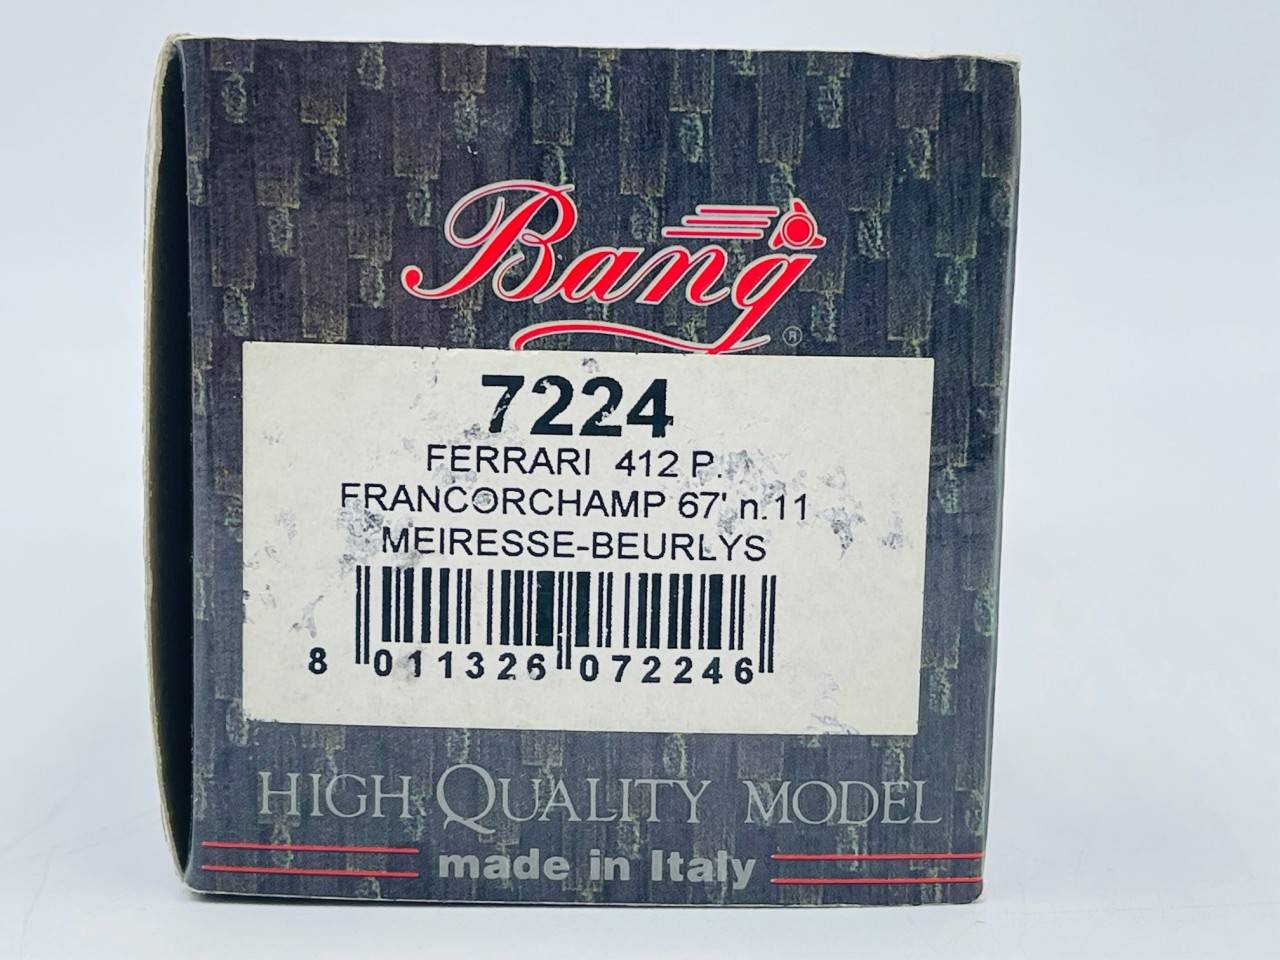 Bang ®
7224
FERRARI 412 P.
FRANCORCHAMP 67' n.11
MEIRESSE-BEURLYS
8 011326 072246
HIGH QUALITY MODEL
made in Italy